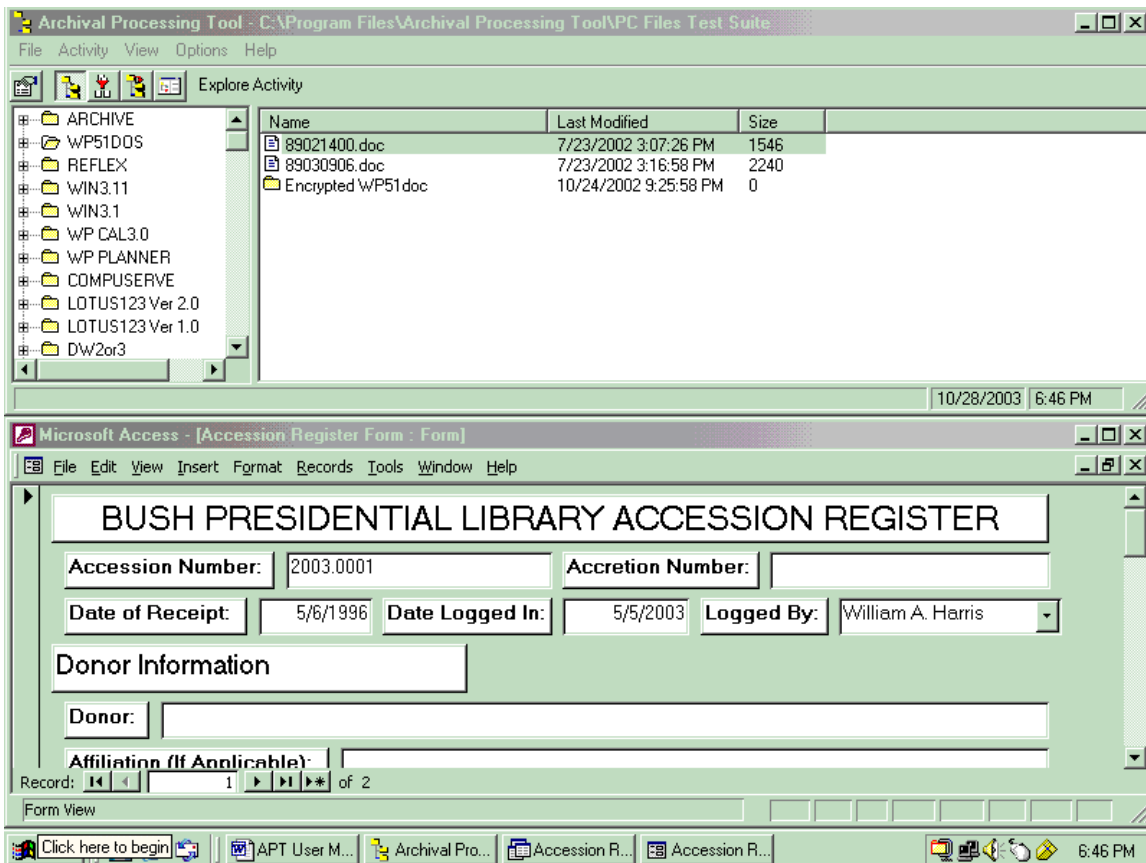 Archival Processing Tool - C:\Program Files\Archival Processing Tool\PC Files Test Suite
File Activity View Options Help
Explore Activity
ARCHIVE
WP51DOS
REFLEX
WIN3.11
WIN3.1
WP CAL3.0
WP PLANNER
COMPUSERVE
LOTUS123 Ver 2.0
LOTUS123 Ver 1.0
DW2or3
Name Last Modified Size
89021400.doc 7/23/2002 3:07:26 PM 1546
89030906.doc 7/23/2002 3:16:58 PM 2240
Encrypted WP51doc 10/24/2002 9:25:58 PM 0
10/28/2003 6:46 PM
Microsoft Access - [Accession Register Form : Form]
File Edit View Insert Format Records Tools Window Help
BUSH PRESIDENTIAL LIBRARY ACCESSION REGISTER
Accession Number: 2003.0001 Accretion Number:
Date of Receipt: 5/6/1996 Date Logged In: 5/5/2003 Logged By: William A. Harris
Donor Information
Donor:
Affiliation (If Applicable):
Record: 1 of 2
Form View
Click here to begin APT User M... Archival Pro... Accession R... Accession R... 6:46 PM